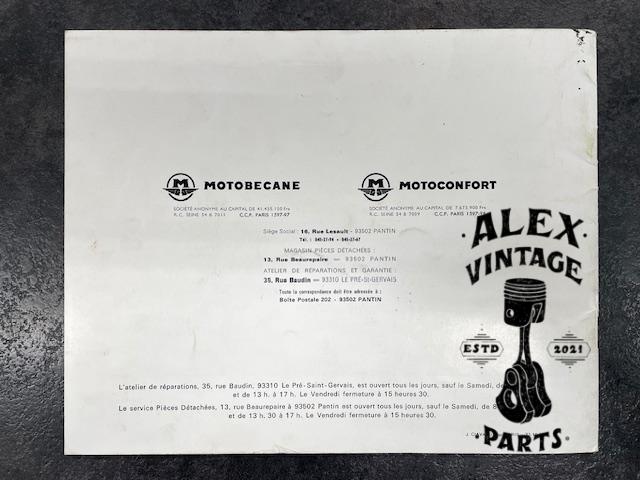 MOTOBECANE
SOCIÉTÉ ANONYME AU CAPITAL DE 41.435.100 Frs
R.C. SEINE 54 B 7011 C.C.P. PARIS 1597-97
MOTOCONFORT
SOCIÉTÉ ANONYME AU CAPITAL DE 7.673.900 Frs
R.C. SEINE 54 B 7009 C.C.P. PARIS 1597-97
Siège Social : 16, Rue Lesault - 93502 PANTIN
Tél. : 845-21-94 + 845-23-67
MAGASIN PIÈCES DÉTACHÉES :
13, Rue Beaurepaire — 93502 PANTIN
ATELIER DE RÉPARATIONS ET GARANTIE :
35, Rue Baudin — 93310 LE PRÉ-St-GERVAIS
Toute la correspondance doit être adressée à :
Boîte Postale 202 - 93502 PANTIN
L'atelier de réparations, 35, rue Baudin, 93310 Le Pré-Saint-Gervais, est ouvert tous les jours, sauf le Samedi, de
et de 13 h. à 17 h. Le Vendredi fermeture à 15 heures 30.
Le service Pièces Détachées, 13, rue Beaurepaire à 93502 Pantin est ouvert tous les jours, sauf le Samedi, de 8
et de 13 h. 30 à 17 h. Le Vendredi fermeture à 15 heures 30.
ALEX
VINTAGE
ESTD 2021
PARTS